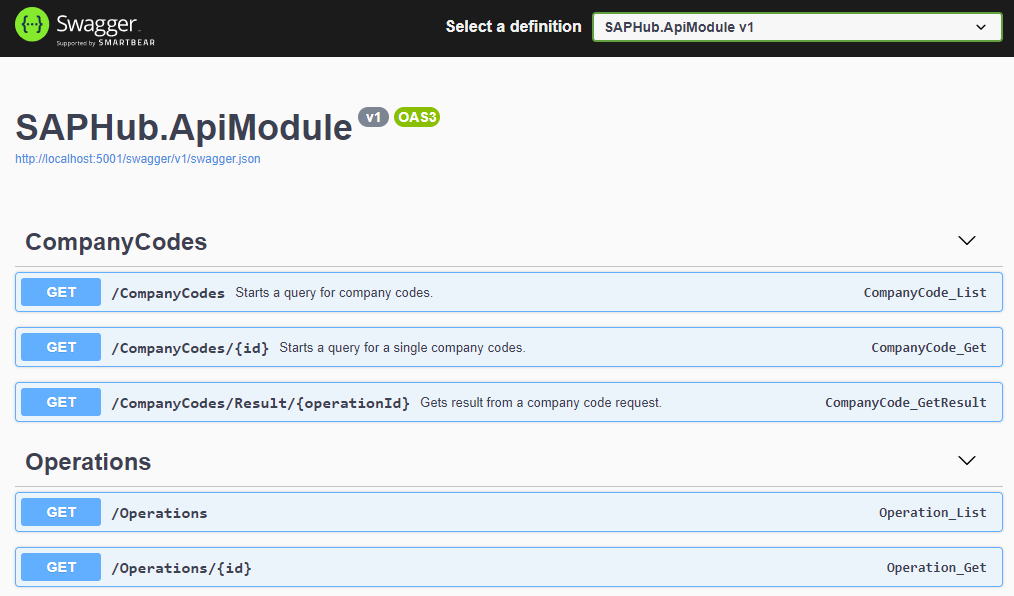 Swagger
Supported by SMARTBEAR
Select a definition
SAPHub.ApiModule v1
SAPHub.ApiModule v1 OAS3
http://localhost:5001/swagger/v1/swagger.json
CompanyCodes
GET /CompanyCodes Starts a query for company codes. CompanyCode_List
GET /CompanyCodes/{id} Starts a query for a single company codes. CompanyCode_Get
GET /CompanyCodes/Result/{operationId} Gets result from a company code request. CompanyCode_GetResult
Operations
GET /Operations Operation_List
GET /Operations/{id} Operation_Get